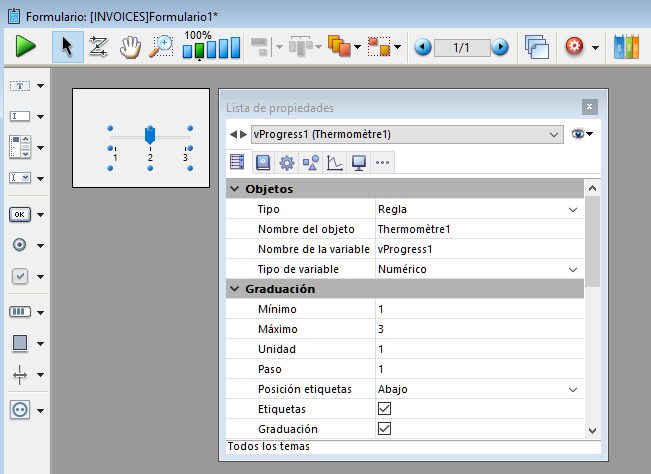 Formulario: [INVOICES]Formulario1*
100%
1/1
T
OK
1 2 3
Lista de propiedades
vProgress1 (Thermomètre1)
Objetos
Tipo Regla
Nombre del objeto Thermomètre1
Nombre de la variable vProgress1
Tipo de variable Numérico
Graduación
Mínimo 1
Máximo 3
Unidad 1
Paso 1
Posición etiquetas Abajo
Etiquetas
Graduación
Todos los temas